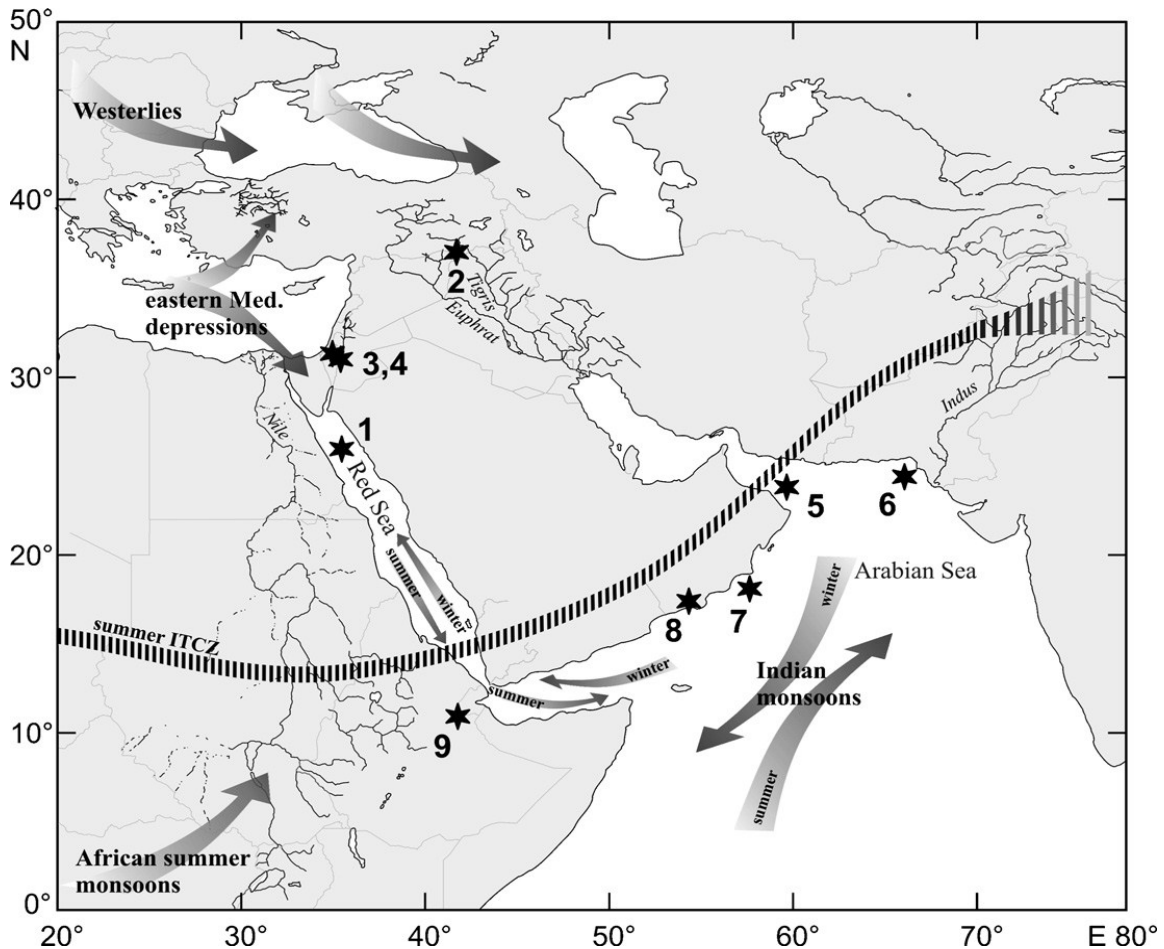 50°
N
Westerlies
40°
2
Tigris
Euphrat
eastern Med.
depressions
3,4
30°
Nile
1
Red Sea
Indus
5
6
20°
summer
winter
Arabian Sea
winter
7
8
summer ITCZ
winter
summer
Indian
monsoons
summer
9
10°
African summer
monsoons
0°
20° 30° 40° 50° 60° 70° E 80°